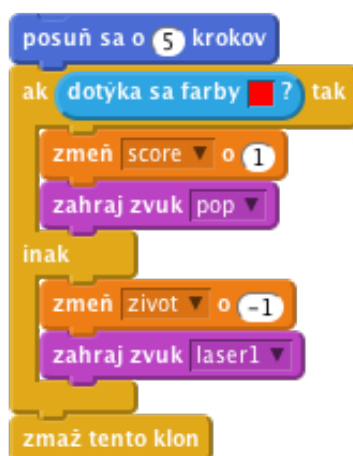 posuň sa o 5 krokov
ak dotýka sa farby ? tak
zmeň score o 1
zahraj zvuk pop
inak
zmeň zivot o -1
zahraj zvuk laser1
zmaž tento klon